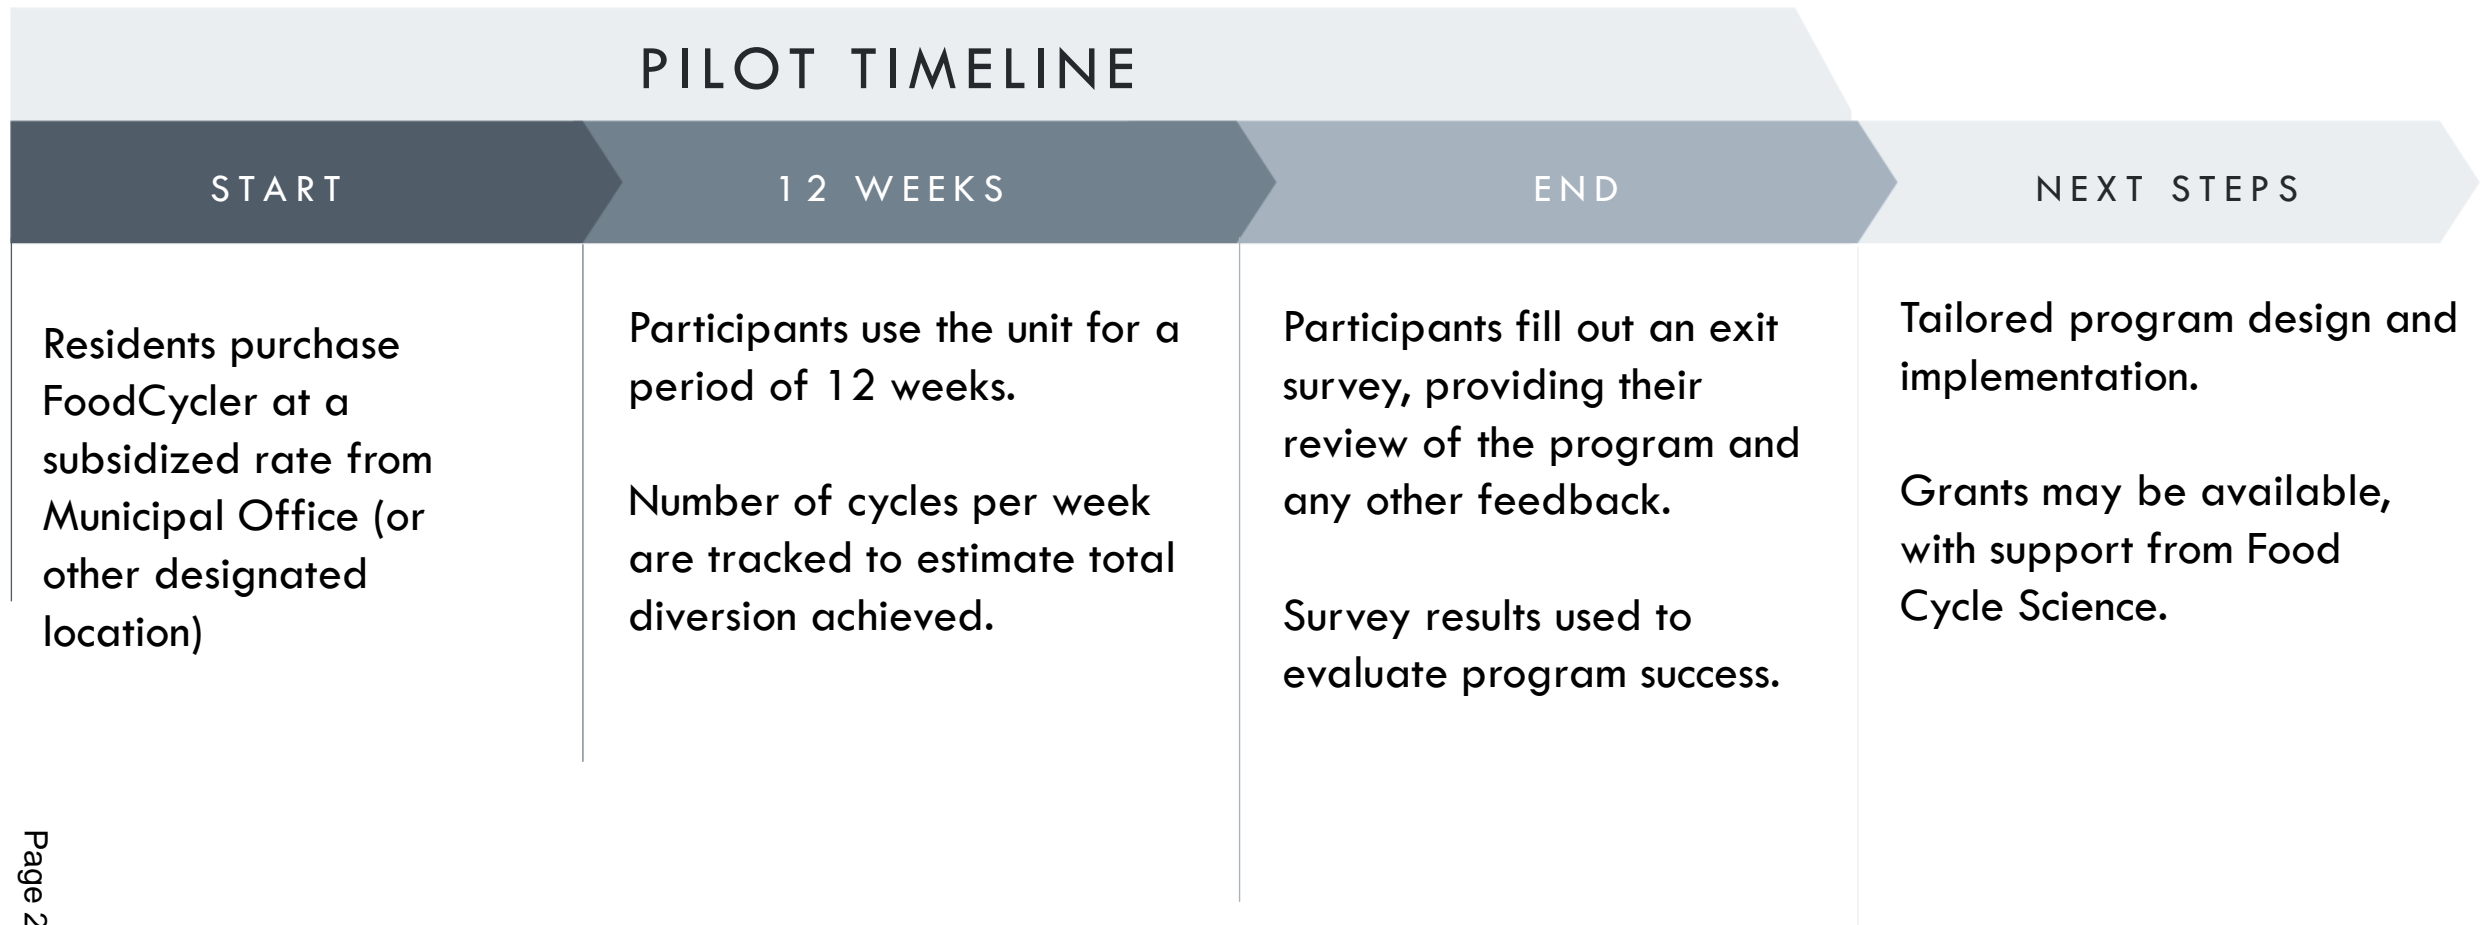 PILOT TIMELINE
START
12 WEEKS
END
NEXT STEPS
Residents purchase
FoodCycler at a
subsidized rate from
Municipal Office (or
other designated
location)
Participants use the unit for a
period of 12 weeks.
Number of cycles per week
are tracked to estimate total
diversion achieved.
Participants fill out an exit
survey, providing their
review of the program and
any other feedback.
Survey results used to
evaluate program success.
Tailored program design and
implementation.
Grants may be available,
with support from Food
Cycle Science.
Page